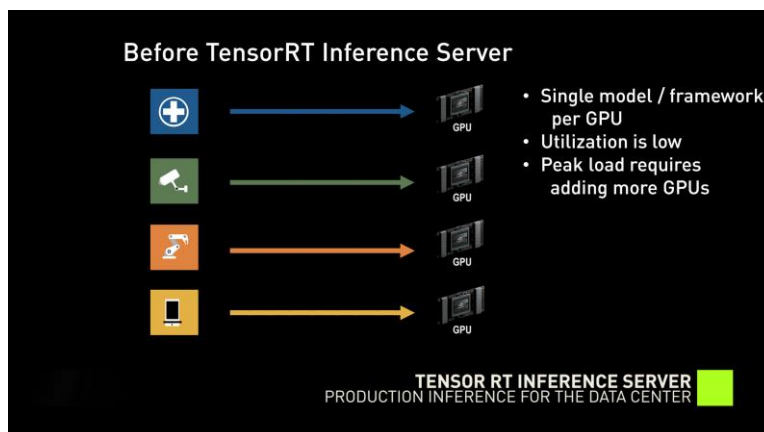 Before TensorRT Inference Server
GPU
GPU
GPU
GPU
• Single model / framework
per GPU
• Utilization is low
• Peak load requires
adding more GPUs
TENSOR RT INFERENCE SERVER
PRODUCTION INFERENCE FOR THE DATA CENTER